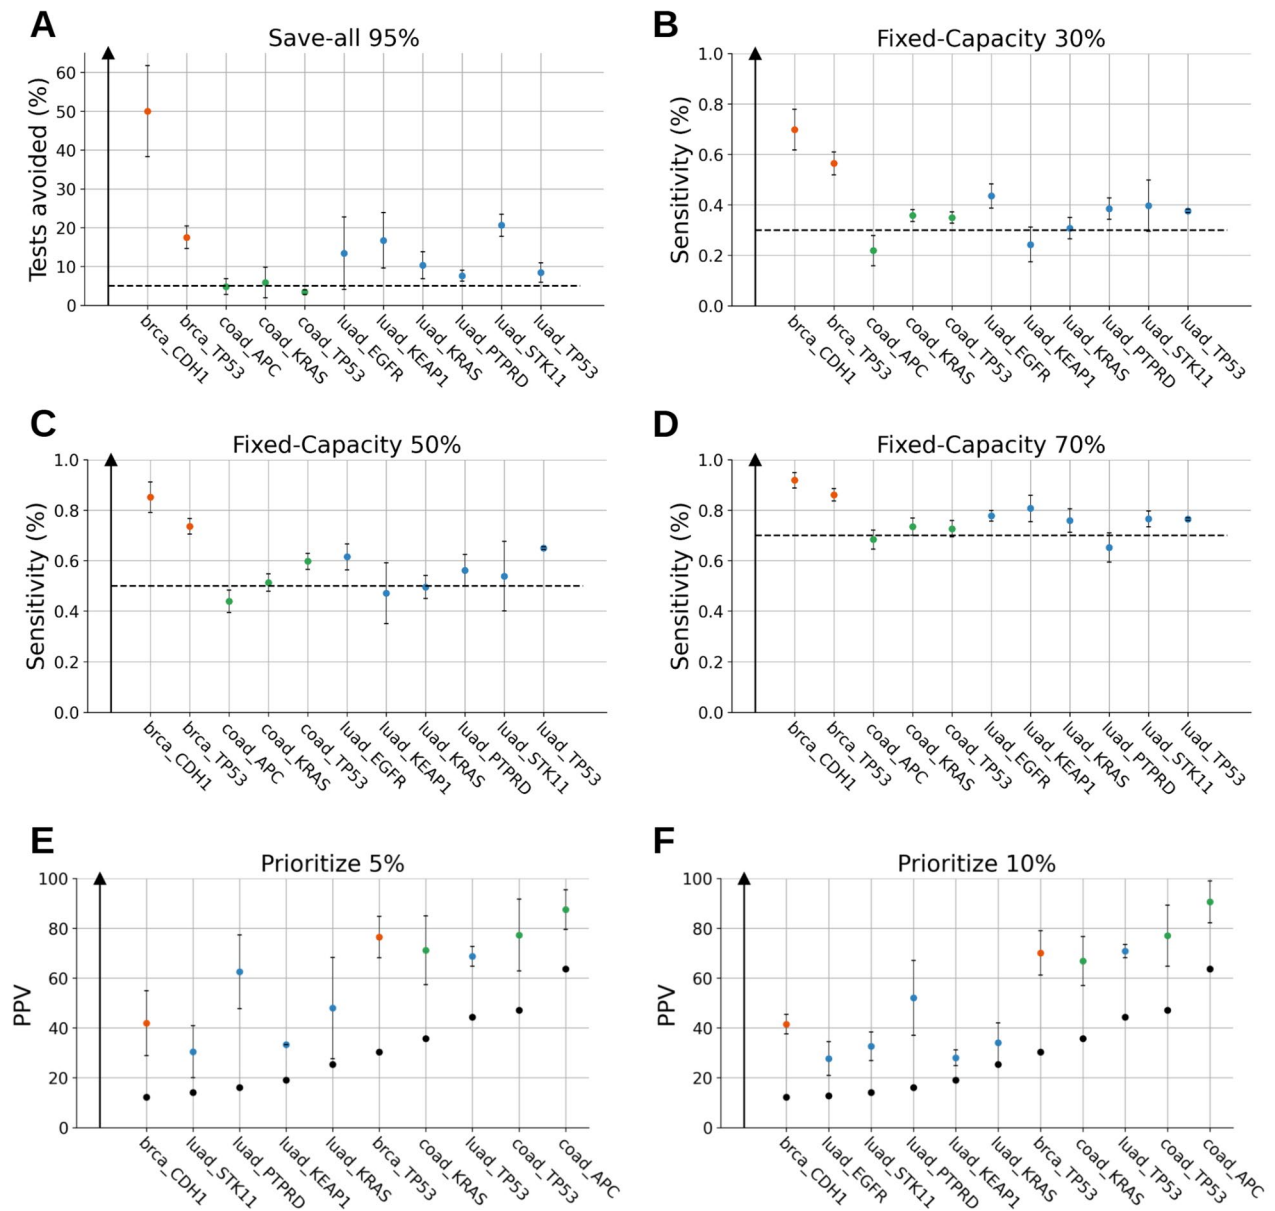 A
Save-all 95%
Tests avoided (%)
60
50
40
30
20
10
0
brca_CDH1
brca_TP53
coad_APC
coad_KRAS
coad_TP53
luad_EGFR
luad_KEAP1
luad_KRAS
luad_PTPRD
luad_STK11
luad_TP53
B
Fixed-Capacity 30%
Sensitivity (%)
1.0
0.8
0.6
0.4
0.2
0.0
brca_CDH1
brca_TP53
coad_APC
coad_KRAS
coad_TP53
luad_EGFR
luad_KEAP1
luad_KRAS
luad_PTPRD
luad_STK11
luad_TP53
C
Fixed-Capacity 50%
Sensitivity (%)
1.0
0.8
0.6
0.4
0.2
0.0
brca_CDH1
brca_TP53
coad_APC
coad_KRAS
coad_TP53
luad_EGFR
luad_KEAP1
luad_KRAS
luad_PTPRD
luad_STK11
luad_TP53
D
Fixed-Capacity 70%
Sensitivity (%)
1.0
0.8
0.6
0.4
0.2
0.0
brca_CDH1
brca_TP53
coad_APC
coad_KRAS
coad_TP53
luad_EGFR
luad_KEAP1
luad_KRAS
luad_PTPRD
luad_STK11
luad_TP53
E
Prioritize 5%
PPV
100
80
60
40
20
0
brca_CDH1
luad_STK11
luad_PTPRD
luad_KEAP1
luad_KRAS
brca_TP53
coad_KRAS
luad_TP53
coad_TP53
coad_APC
F
Prioritize 10%
PPV
100
80
60
40
20
0
brca_CDH1
luad_EGFR
luad_STK11
luad_PTPRD
luad_KEAP1
luad_KRAS
brca_TP53
coad_KRAS
luad_TP53
coad_TP53
coad_APC